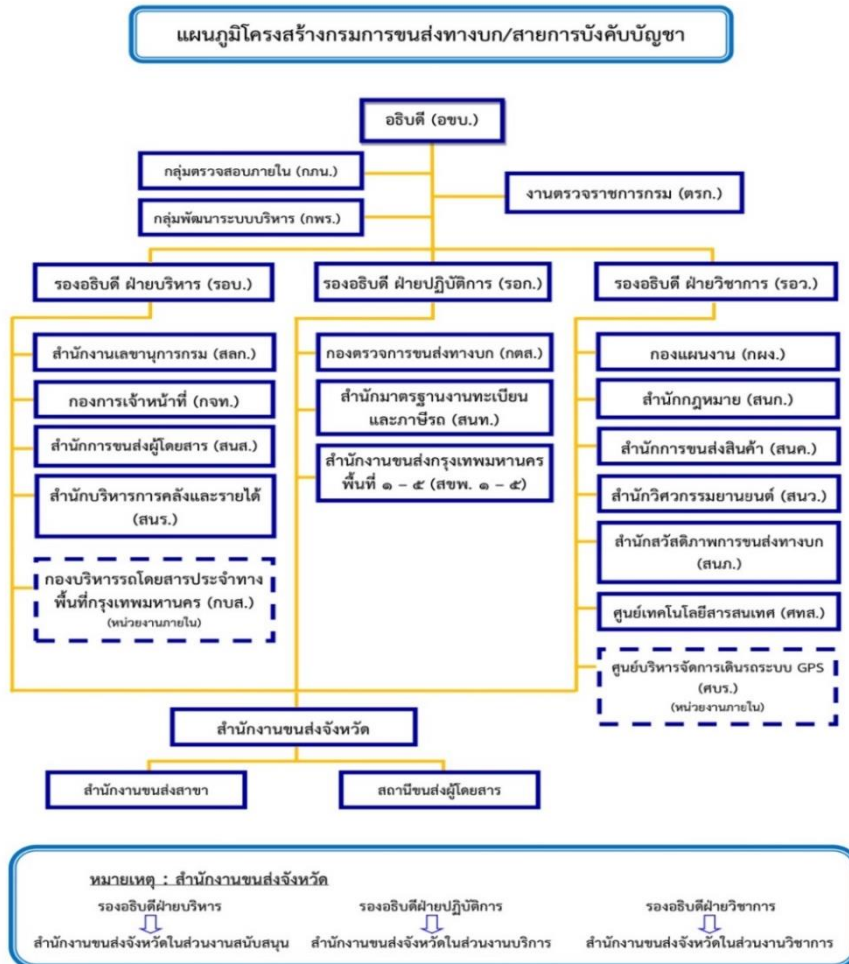 แผนภูมิโครงสร้างกรมการขนส่งทางบก/สายการบังคับบัญชา
อธิบดี (อขบ.)
กลุ่มตรวจสอบภายใน (กภน.)
งานตรวจราชการกรม (ตรก.)
กลุ่มพัฒนาระบบบริหาร (กพร.)
รองอธิบดี ฝ่ายบริหาร (รอบ.)
รองอธิบดี ฝ่ายปฏิบัติการ (รอก.)
รองอธิบดี ฝ่ายวิชาการ (รอว.)
สำนักงานเลขานุการกรม (สลก.)
กองการเจ้าหน้าที่ (กจท.)
สำนักการขนส่งผู้โดยสาร (สนส.)
สำนักบริหารการคลังและรายได้
(สนร.)
กองบริหารรถโดยสารประจำทาง
พื้นที่กรุงเทพมหานคร (กบส.)
(หน่วยงานภายใน)
กองตรวจการขนส่งทางบก (กตส.)
สำนักมาตรฐานงานทะเบียน
และภาษีรถ (สนท.)
สำนักงานขนส่งกรุงเทพมหานคร
พื้นที่ ๑ – ๕ (สขพ. ๑ – ๕)
กองแผนงาน (กผง.)
สำนักกฎหมาย (สนก.)
สำนักการขนส่งสินค้า (สนค.)
สำนักวิศวกรรมยานยนต์ (สนว.)
สำนักสวัสดิภาพการขนส่งทางบก
(สนภ.)
ศูนย์เทคโนโลยีสารสนเทศ (ศทส.)
ศูนย์บริหารจัดการเดินรถระบบ GPS
(ศบร.)
(หน่วยงานภายใน)
สำนักงานขนส่งจังหวัด
สำนักงานขนส่งสาขา
สถานีขนส่งผู้โดยสาร
หมายเหตุ : สำนักงานขนส่งจังหวัด
รองอธิบดีฝ่ายบริหาร
รองอธิบดีฝ่ายปฏิบัติการ
รองอธิบดีฝ่ายวิชาการ
สำนักงานขนส่งจังหวัดในส่วนงานสนับสนุน
สำนักงานขนส่งจังหวัดในส่วนงานบริการ
สำนักงานขนส่งจังหวัดในส่วนงานวิชาการ